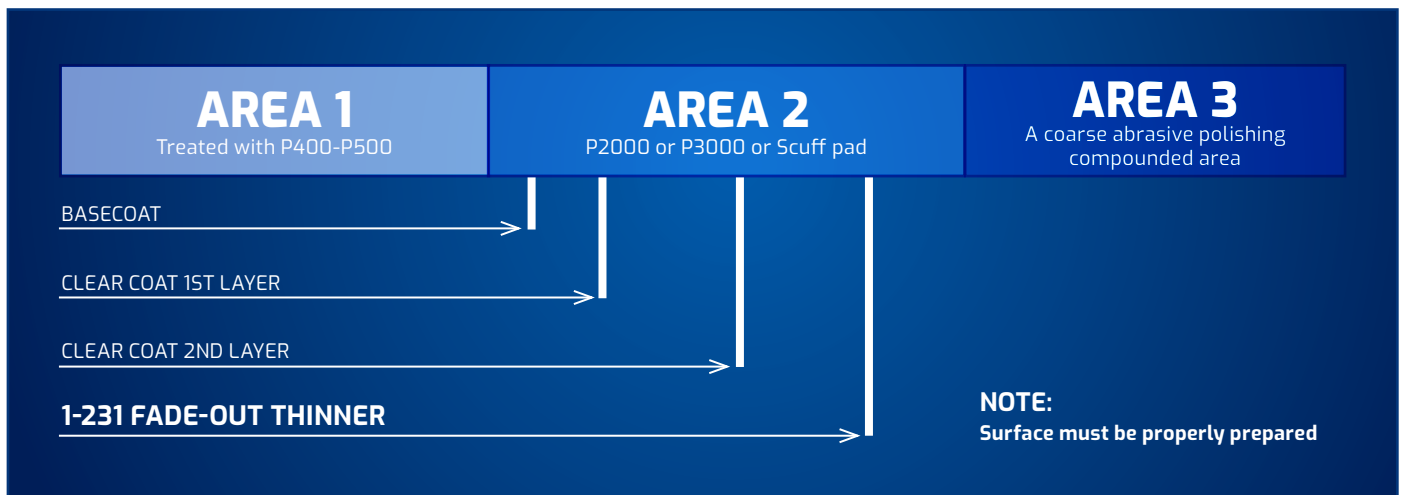 AREA 1
Treated with P400-P500
AREA 2
P2000 or P3000 or Scuff pad
AREA 3
A coarse abrasive polishing
compounded area
BASECOAT
CLEAR COAT 1ST LAYER
CLEAR COAT 2ND LAYER
1-231 FADE-OUT THINNER
NOTE:
Surface must be properly prepared